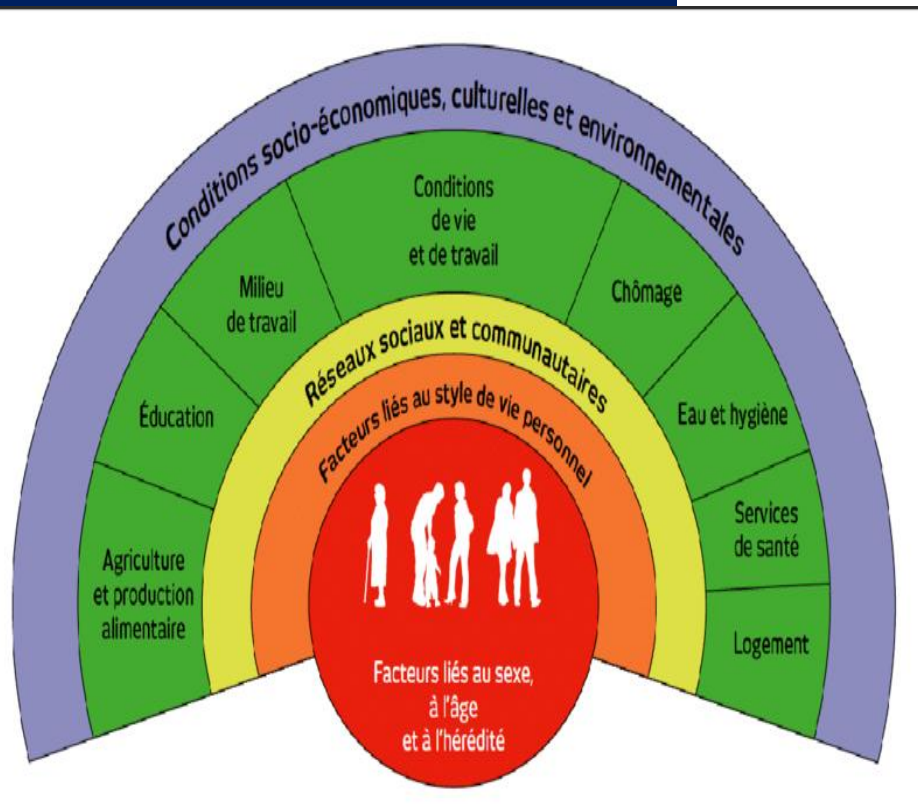 Conditions socio-économiques, culturelles et environnementales
Conditions
de vie
et de travail
Milieu
de travail
Chômage
Réseaux sociaux et communautaires
Éducation
Eau et hygiène
Facteurs liés au style de vie personnel
Services
de santé
Agriculture
et production
alimentaire
Logement
Facteurs liés au sexe,
à l'âge
et à l'hérédité